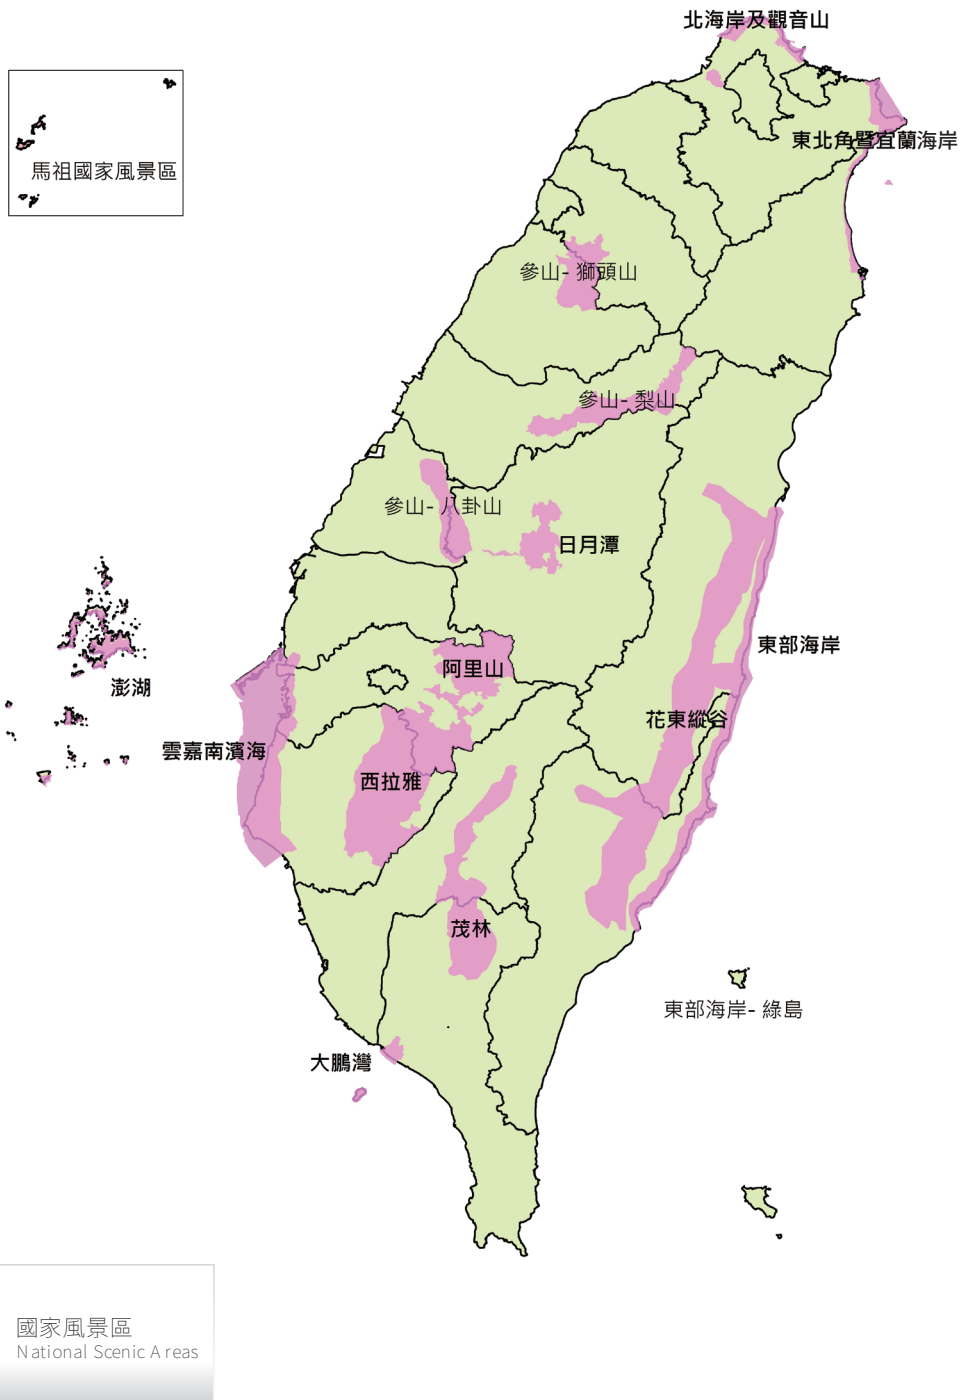 北海岸及觀音山
東北角暨宜蘭海岸
馬祖國家風景區
參山- 獅頭山
參山- 梨山
參山- 八卦山
日月潭
東部海岸
阿里山
澎湖
花東縱谷
雲嘉南濱海
西拉雅
茂林
東部海岸- 綠島
大鵬灣
國家風景區
National Scenic Areas